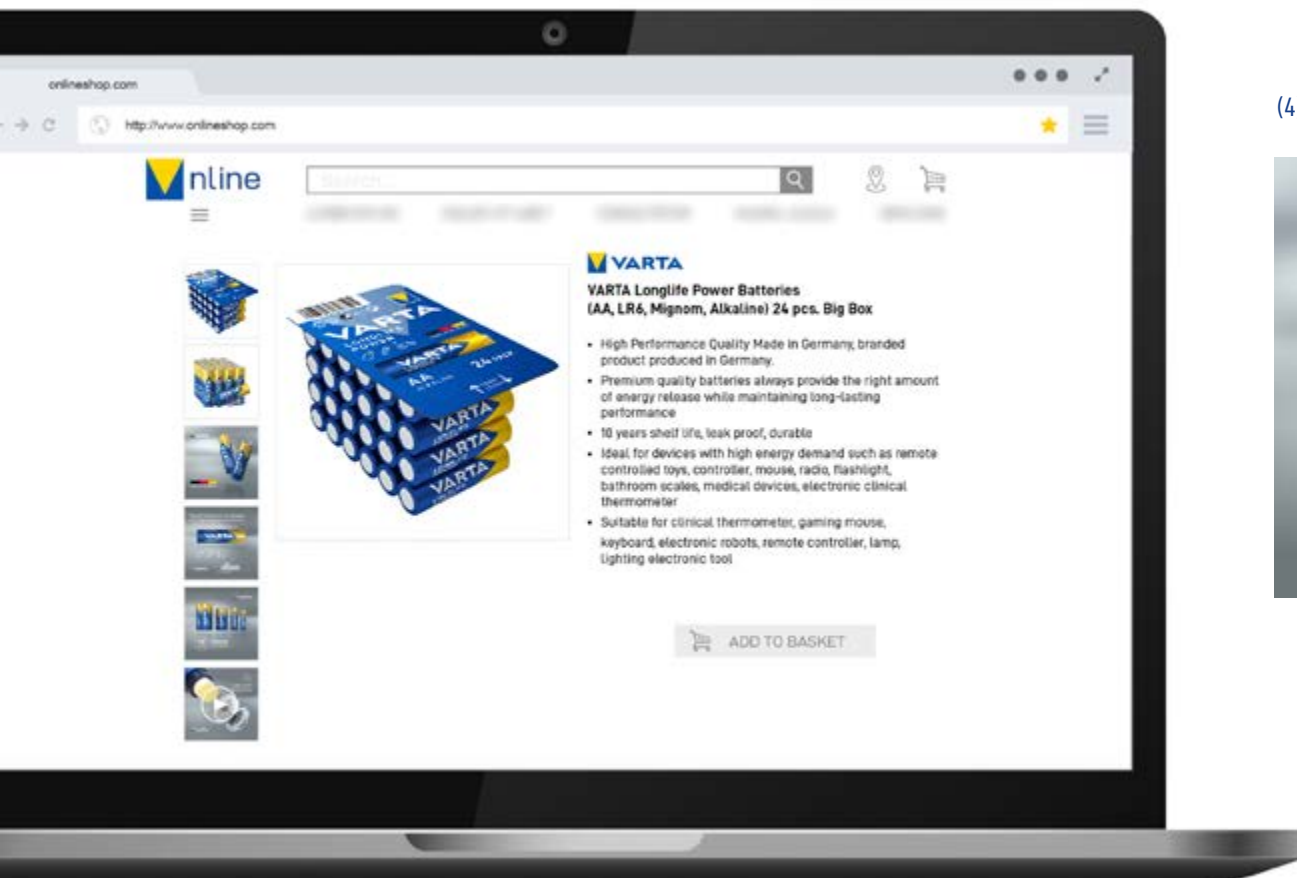 onlineshop.com
(4
http://www.onlineshop.com
nline
Search...
VARTA
VARTA Longlife Power Batteries
(AA, LR6, Mignom, Alkaline) 24 pcs. Big Box
• High Performance Quality Made in Germany, branded
product produced in Germany.
• Premium quality batteries always provide the right amount
of energy release while maintaining long-lasting
performance
• 10 years shelf life, leak proof, durable
• Ideal for devices with high energy demand such as remote
controlled toys, controller, mouse, radio, flashlight,
bathroom scales, medical devices, electronic clinical
thermometer
• Suitable for clinical thermometer, gaming mouse,
keyboard, electronic robots, remote controller, lamp,
lighting electronic tool
VARTA
LONGLIFE
POWER
VARTA
AA
ALKALINE
24
VARTA
LONGLIFE
VARTA
VARTA
ADD TO BASKET